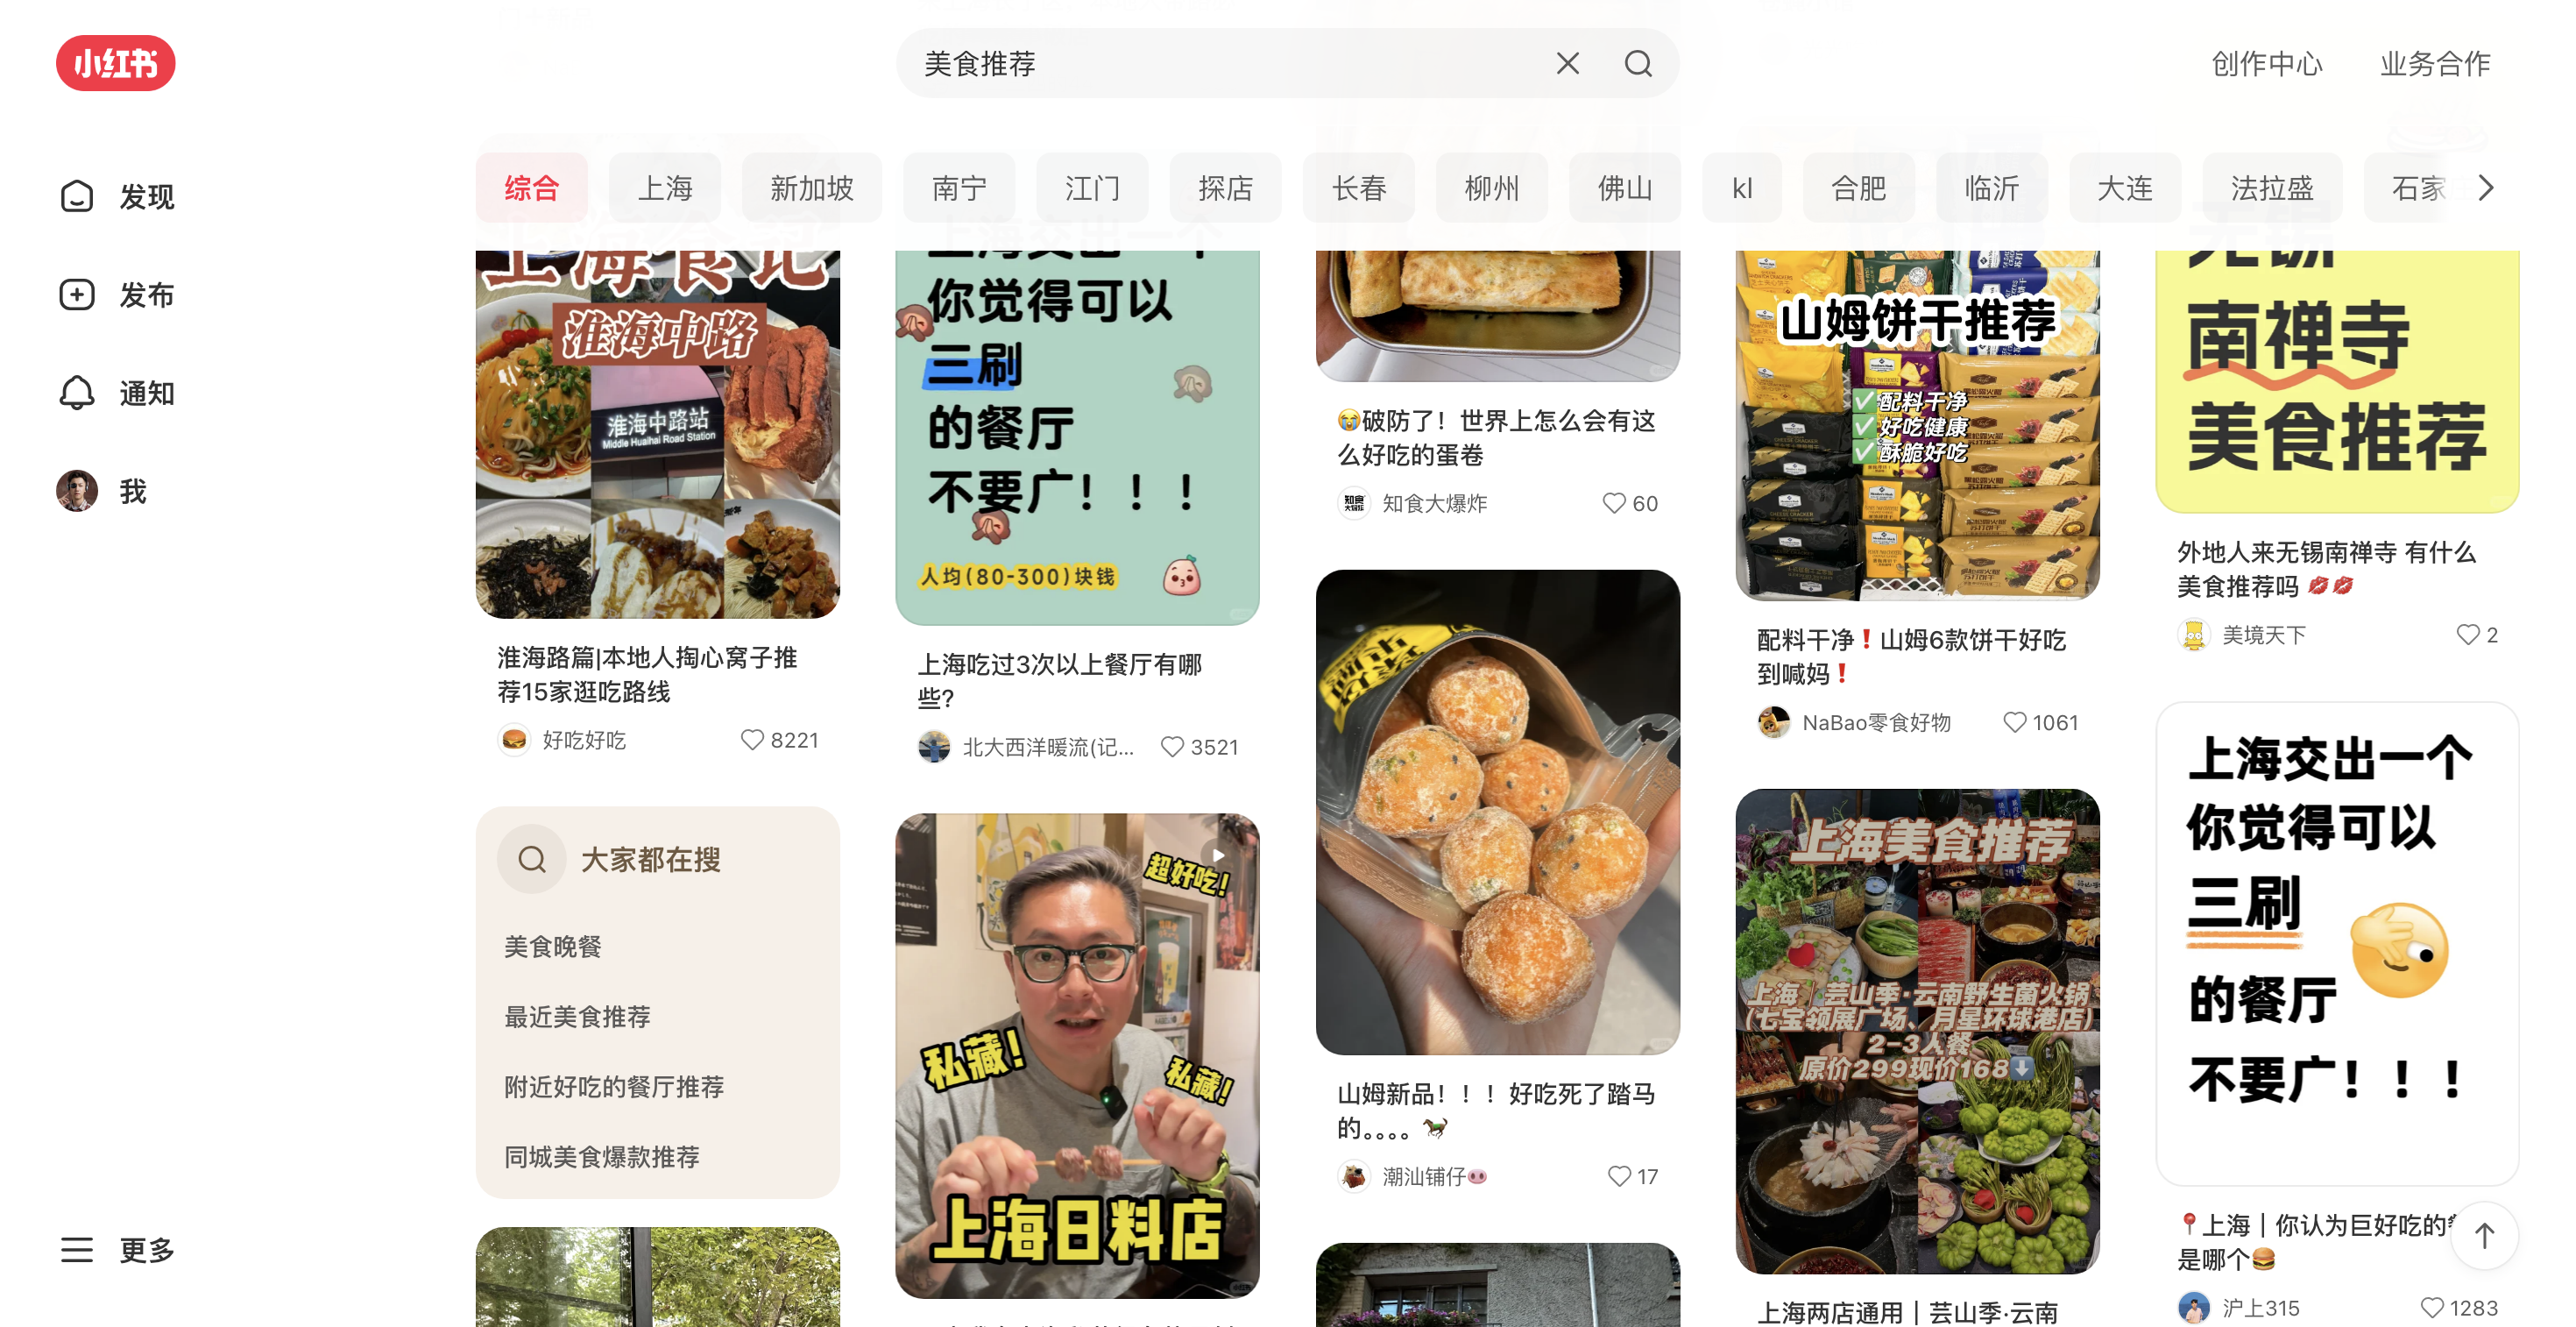 小红书
美食推荐
创作中心
业务合作
发现
发布
通知
我
更多
综合
上海
新加坡
南宁
江门
探店
长春
柳州
佛山
kl
合肥
临沂
大连
法拉盛
石家
上海食记
淮海中路
淮海中路站
Middle Huaihai Road Station
淮海路篇|本地人掏心窝子推
荐15家逛吃路线
好吃好吃
8221
大家都在搜
美食晚餐
最近美食推荐
附近好吃的餐厅推荐
同城美食爆款推荐
上海交出一个
你觉得可以
三刷
的餐厅
不要广！！！
人均(80-300)块钱
上海吃过3次以上餐厅有哪
些?
北大西洋暖流(记...
3521
超好吃!
私藏!
私藏!
上海日料店
😭破防了！世界上怎么会有这
么好吃的蛋卷
知食大爆炸
知食大爆炸
60
山姆新品！！！好吃死了踏马
的。。。。🐎
潮汕铺仔🐽
17
山姆饼干推荐
✅配料干净
✅好吃健康
✅酥脆好吃
配料干净❗山姆6款饼干好吃
到喊妈❗
NaBao零食好物
1061
上海美食推荐
上海｜芸山季·云南野生菌火锅
(七宝领展广场、月星环球港店)
2-3人餐
原价299现价168⬇️
上海两店通用｜芸山季·云南
无锡
南禅寺
美食推荐
外地人来无锡南禅寺 有什么
美食推荐吗 💋💋
美境天下
2
上海交出一个
你觉得可以
三刷
的餐厅
不要广！！！
📍上海｜你认为巨好吃的
是哪个🍔
沪上315
1283